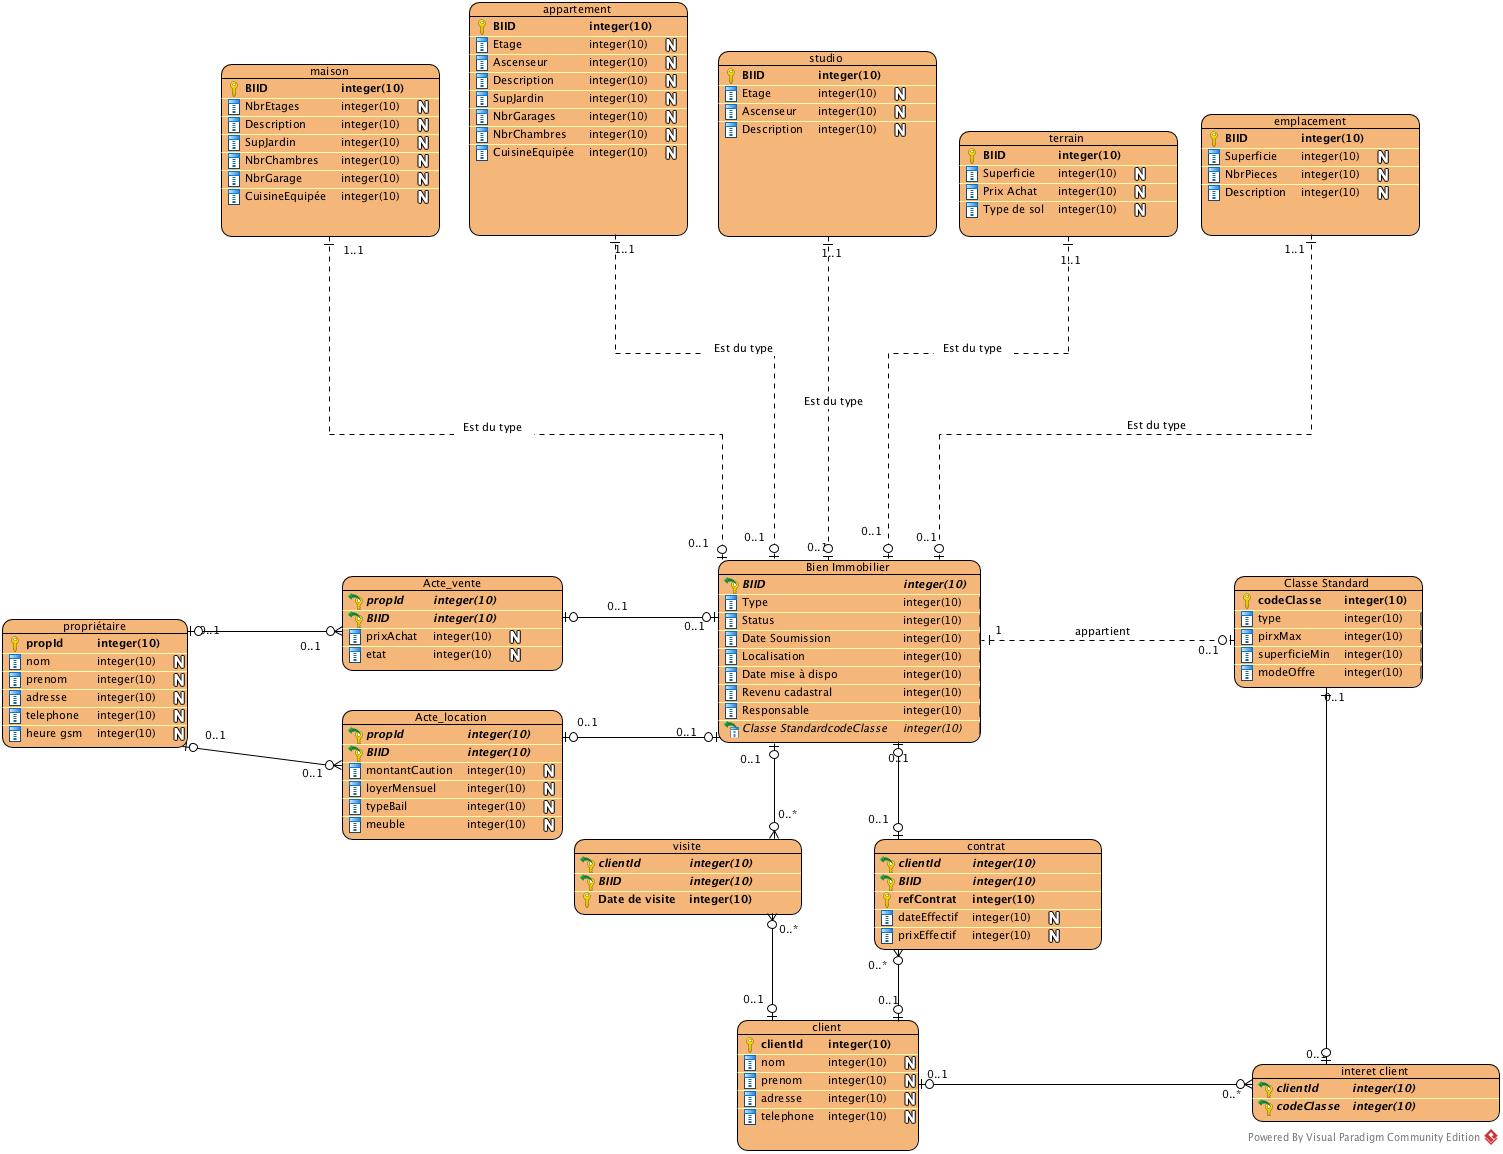 appartement
BIID integer(10)
Etage integer(10) N
Ascenseur integer(10) N
Description integer(10) N
SupJardin integer(10) N
NbrGarages integer(10) N
NbrChambres integer(10) N
CuisineEquipée integer(10) N
maison
BIID integer(10)
NbrEtages integer(10) N
Description integer(10) N
SupJardin integer(10) N
NbrChambres integer(10) N
NbrGarage integer(10) N
CuisineEquipée integer(10) N
studio
BIID integer(10)
Etage integer(10) N
Ascenseur integer(10) N
Description integer(10) N
terrain
BIID integer(10)
Superficie integer(10) N
Prix Achat integer(10) N
Type de sol integer(10) N
emplacement
BIID integer(10)
Superficie integer(10) N
NbrPieces integer(10) N
Description integer(10) N
1..1
1..1
1..1
1..1
1..1
Est du type
Est du type
Est du type
Est du type
Est du type
0..1
0..1
0..1
0..1
0..1
Bien Immobilier
BIID integer(10)
Type integer(10)
Status integer(10)
Date Soumission integer(10)
Localisation integer(10)
Date mise à dispo integer(10)
Revenu cadastral integer(10)
Responsable integer(10)
Classe StandardcodeClasse integer(10)
Acte_vente
propId integer(10)
BIID integer(10)
prixAchat integer(10) N
etat integer(10) N
propriétaire
propId integer(10)
nom integer(10) N
prenom integer(10) N
adresse integer(10) N
telephone integer(10) N
heure gsm integer(10) N
0..1
0..1
0..1
0..1
0..1
0..1
0..1
0..1
Acte_location
propId integer(10)
BIID integer(10)
montantCaution integer(10) N
loyerMensuel integer(10) N
typeBail integer(10) N
meuble integer(10) N
1
appartient
0..1
Classe Standard
codeClasse integer(10)
type integer(10)
pirxMax integer(10)
superficieMin integer(10)
modeOffre integer(10)
0..1
0..1
0..1
0..*
0..1
visite
clientId integer(10)
BIID integer(10)
Date de visite integer(10)
contrat
clientId integer(10)
BIID integer(10)
refContrat integer(10)
dateEffectif integer(10) N
prixEffectif integer(10) N
0..*
0..*
0..1
0..1
client
clientId integer(10)
nom integer(10) N
prenom integer(10) N
adresse integer(10) N
telephone integer(10) N
0..1
0..*
interet client
clientId integer(10)
codeClasse integer(10)
Powered By Visual Paradigm Community Edition